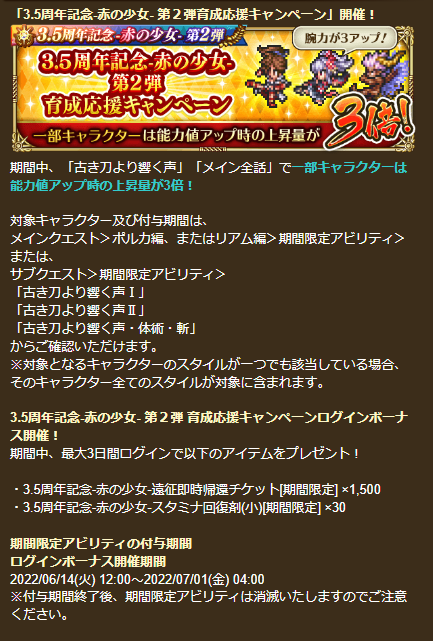 「3.5周年記念-赤の少女- 第２弾育成応援キャンペーン」開催！
3.5周年記念-赤の少女- 第2弾
3.5周年記念-赤の少女-
第2弾
育成応援キャンペーン
腕力が3アップ！
一部キャラクターは能力値アップ時の上昇量が
3倍！
期間中、「古き刀より響く声」「メイン全話」で一部キャラクターは
能力値アップ時の上昇量が3倍！
対象キャラクター及び付与期間は、
メインクエスト＞ポルカ編、またはリアム編＞期間限定アビリティ＞
または、
サブクエスト＞期間限定アビリティ＞
「古き刀より響く声Ⅰ」
「古き刀より響く声Ⅱ」
「古き刀より響く声・体術・斬」
からご確認いただけます。
※対象となるキャラクターのスタイルが一つでも該当している場合、
そのキャラクター全てのスタイルが対象に含まれます。
3.5周年記念-赤の少女- 第２弾 育成応援キャンペーンログインボーナ
ス開催！
期間中、最大3日間ログインで以下のアイテムをプレゼント！
・3.5周年記念-赤の少女-遠征即時帰還チケット[期間限定] ×1,500
・3.5周年記念-赤の少女-スタミナ回復剤(小)[期間限定] ×30
期間限定アビリティの付与期間
ログインボーナス開催期間
2022/06/14(火) 12:00～2022/07/01(金) 04:00
※付与期間終了後、期間限定アビリティは消滅いたしますのでご注意
ください。